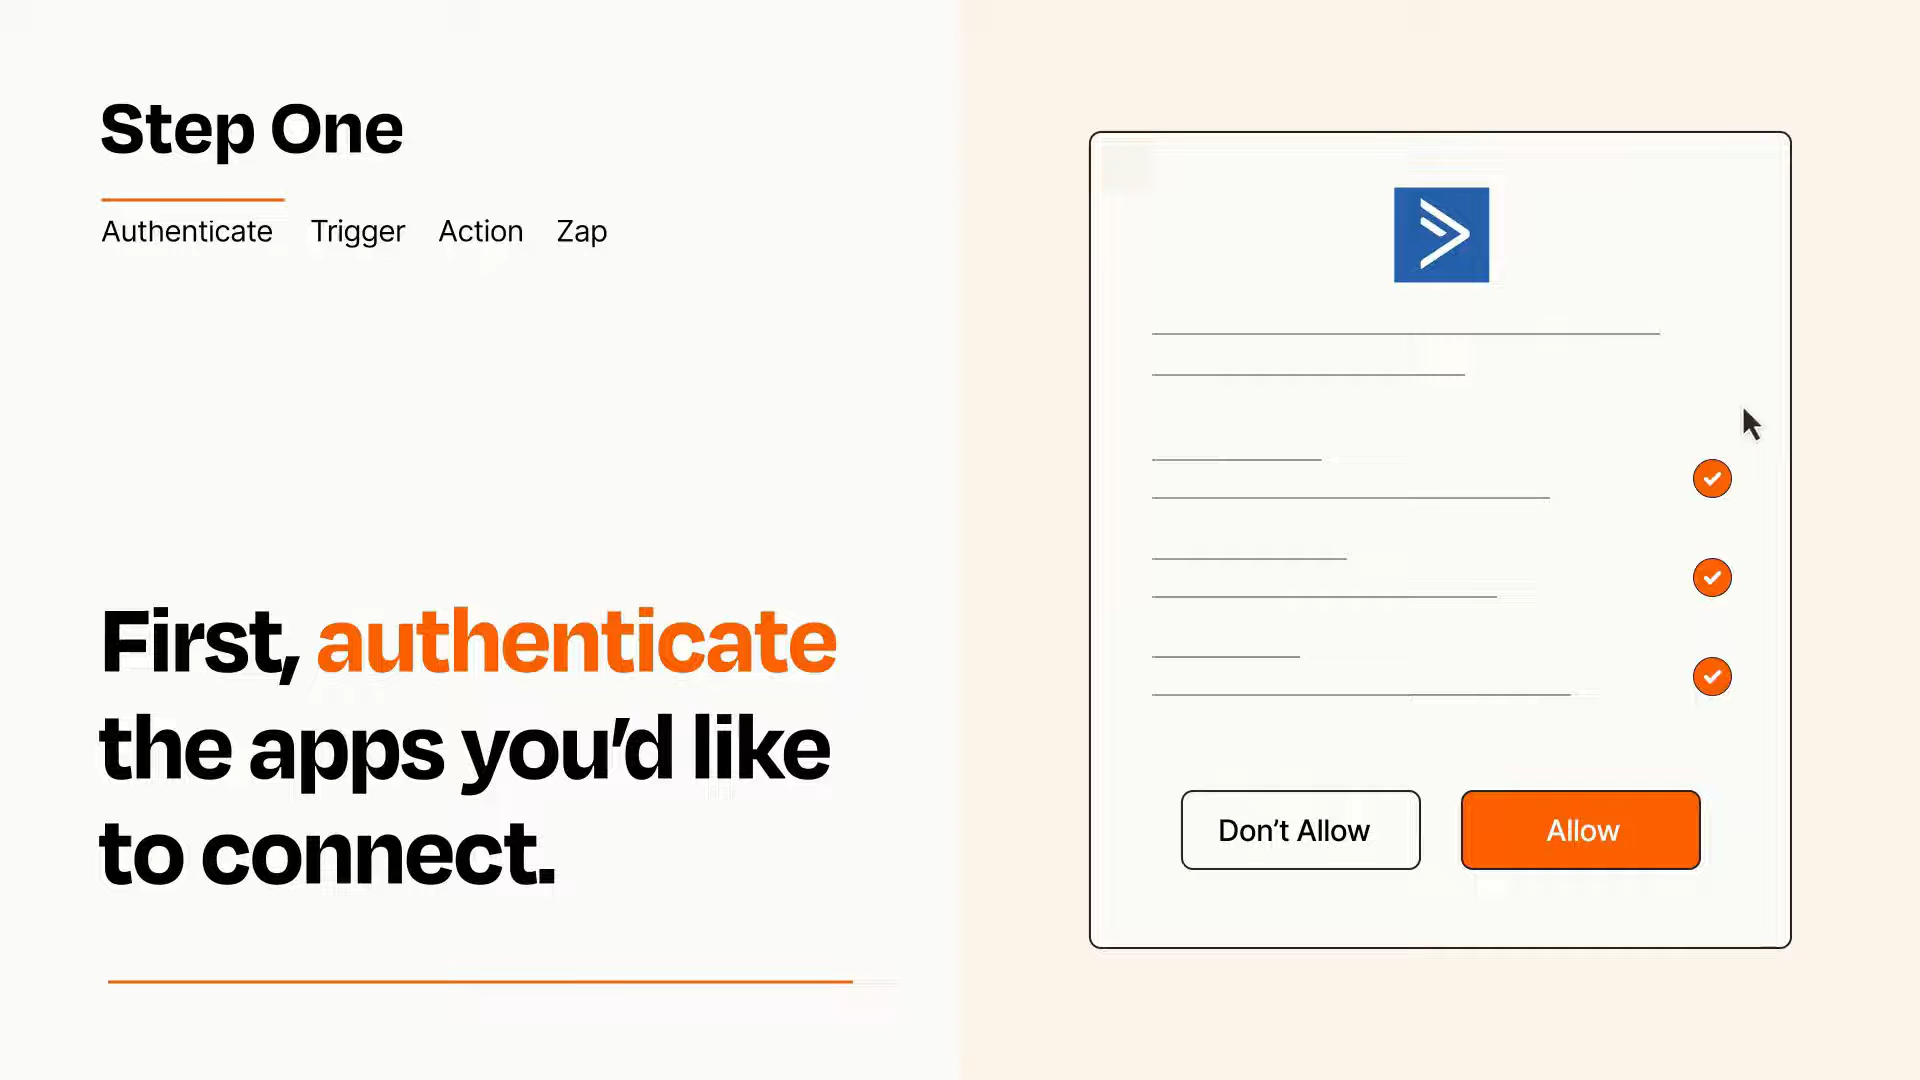 Step One
Authenticate Trigger Action Zap
First, authenticate
the apps you’d like
to connect.
Don’t Allow
Allow